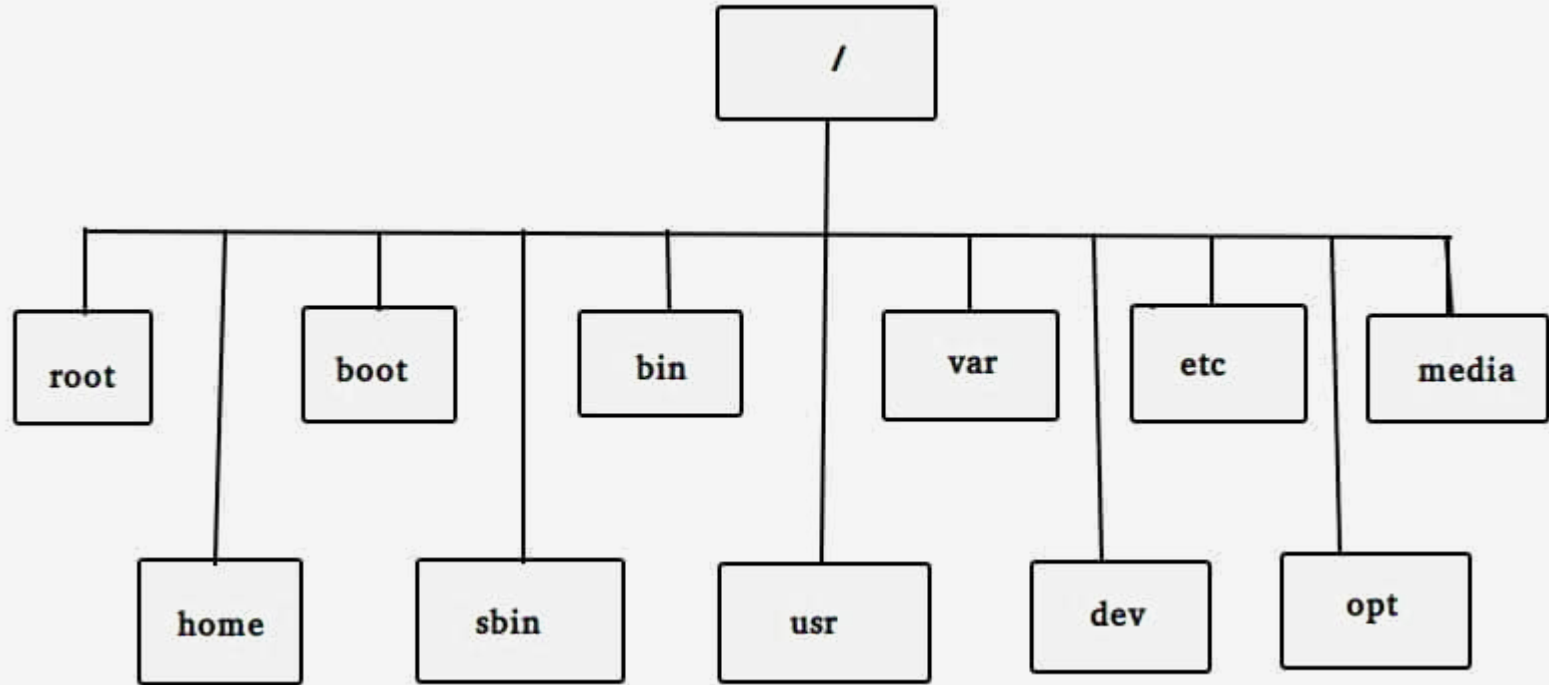 /
root
boot
bin
var
etc
media
home
sbin
usr
dev
opt